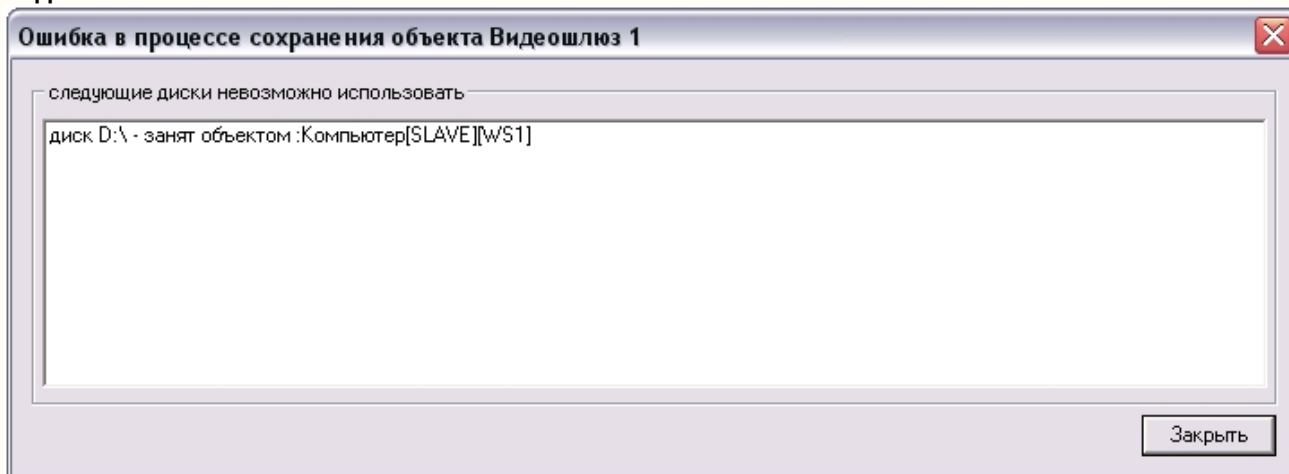 Ошибка в процессе сохранения объекта Видеошлюз 1
следующие диски невозможно использовать
диск D:\ - занят объектом :Компьютер[SLAVE][WS1]
Закрыть